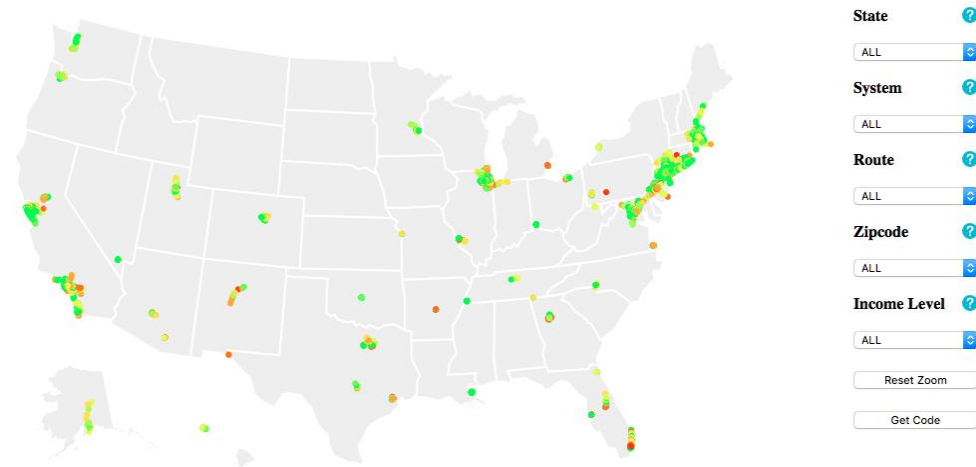 State ?
ALL
System ?
ALL
Route ?
ALL
Zipcode ?
ALL
Income Level ?
ALL
Reset Zoom
Get Code